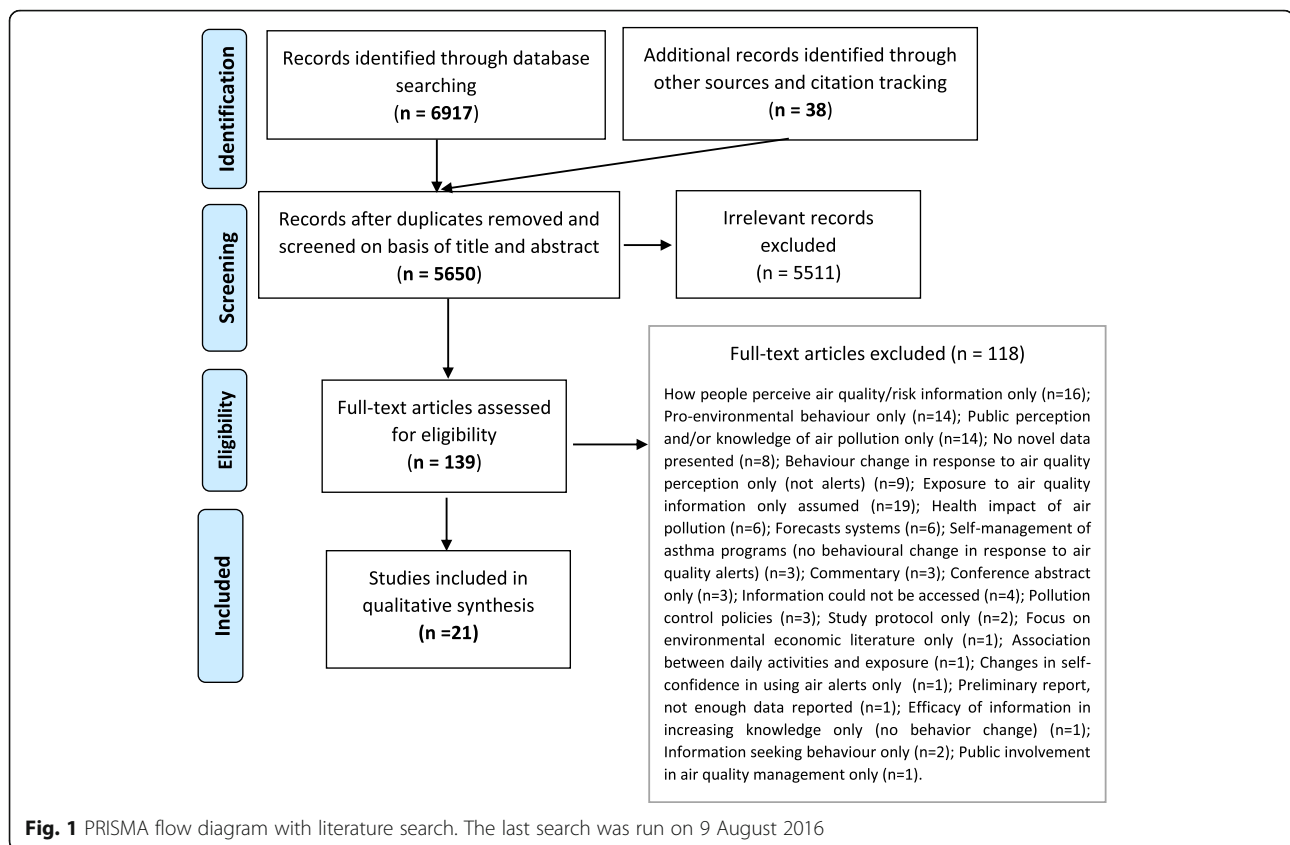 Identification
Records identified through database
searching
(n = 6917)
Additional records identified through
other sources and citation tracking
(n = 38)
Screening
Records after duplicates removed and
screened on basis of title and abstract
(n = 5650)
Irrelevant records
excluded
(n = 5511)
Eligibility
Full-text articles assessed
for eligibility
(n = 139)
Full-text articles excluded (n = 118)
How people perceive air quality/risk information only (n=16);
Pro-environmental behaviour only (n=14); Public perception
and/or knowledge of air pollution only (n=14); No novel data
presented (n=8); Behaviour change in response to air quality
perception only (not alerts) (n=9); Exposure to air quality
information only assumed (n=19); Health impact of air
pollution (n=6); Forecasts systems (n=6); Self-management of
asthma programs (no behavioural change in response to air
quality alerts) (n=3); Commentary (n=3); Conference abstract
only (n=3); Information could not be accessed (n=4); Pollution
control policies (n=3); Study protocol only (n=2); Focus on
environmental economic literature only (n=1); Association
between daily activities and exposure (n=1); Changes in self-
confidence in using air alerts only (n=1); Preliminary report,
not enough data reported (n=1); Efficacy of information in
increasing knowledge only (no behavior change) (n=1);
Information seeking behaviour only (n=2); Public involvement
in air quality management only (n=1).
Included
Studies included in
qualitative synthesis
(n =21)
Fig. 1 PRISMA flow diagram with literature search. The last search was run on 9 August 2016